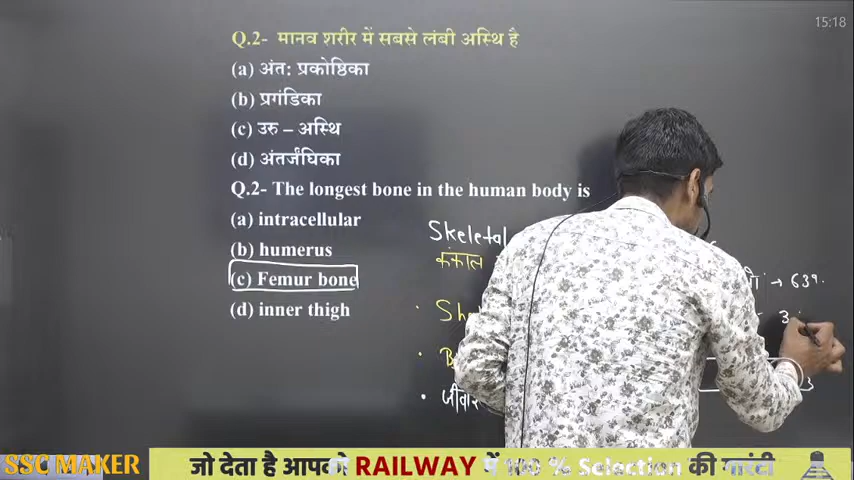 15:18
Q.2- मानव शरीर में सबसे लंबी अस्थि है
(a) अंत: प्रकोष्ठिका
(b) प्रगंडिका
(c) उरु – अस्थि
(d) अंतर्जंघिका
Q.2- The longest bone in the human body is
(a) intracellular
(b) humerus
(c) Femur bone
(d) inner thigh
Skeletal
कंकाल
→ 639
SSC MAKER
जो देता है आपको RAILWAY में 100 % Selection की गारंटी